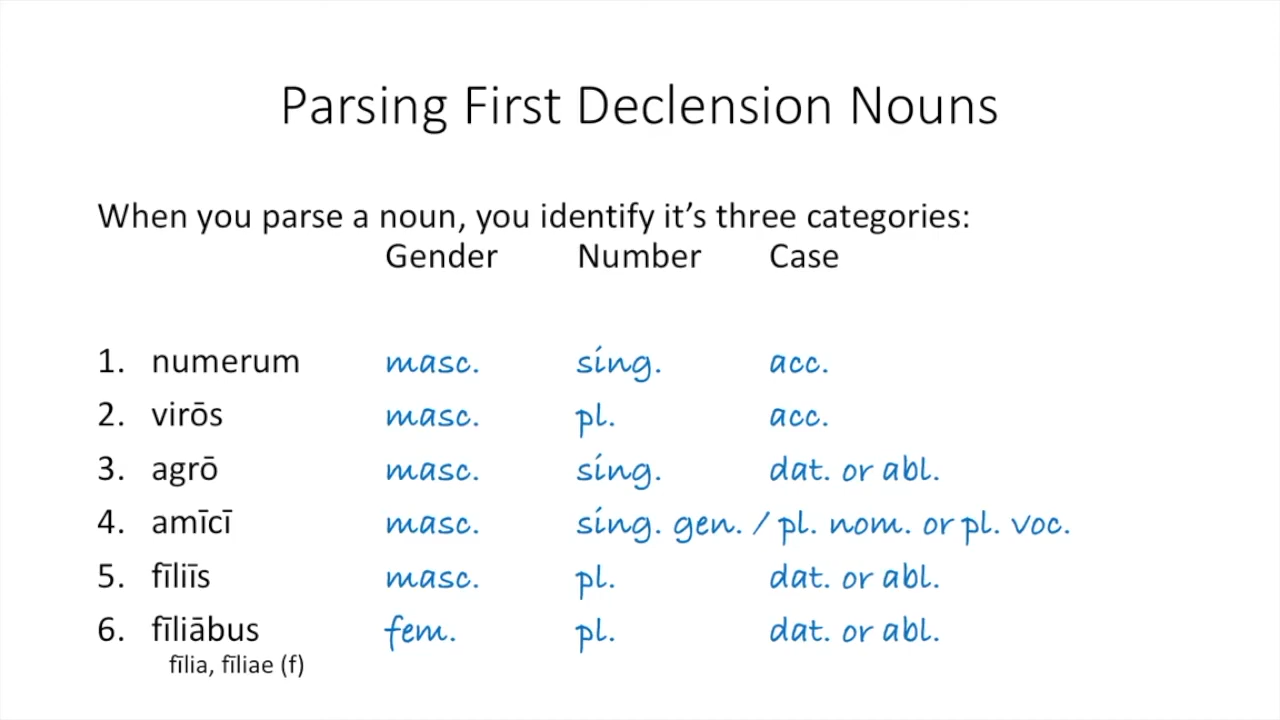 Parsing First Declension Nouns
When you parse a noun, you identify it’s three categories:
Gender Number Case
1. numerum masc. sing. acc.
2. virōs masc. pl. acc.
3. agrō masc. sing. dat. or abl.
4. amīcī masc. sing. gen. / pl. nom. or pl. voc.
5. fīliīs masc. pl. dat. or abl.
6. fīliābus fem. pl. dat. or abl.
fīlia, fīliae (f)